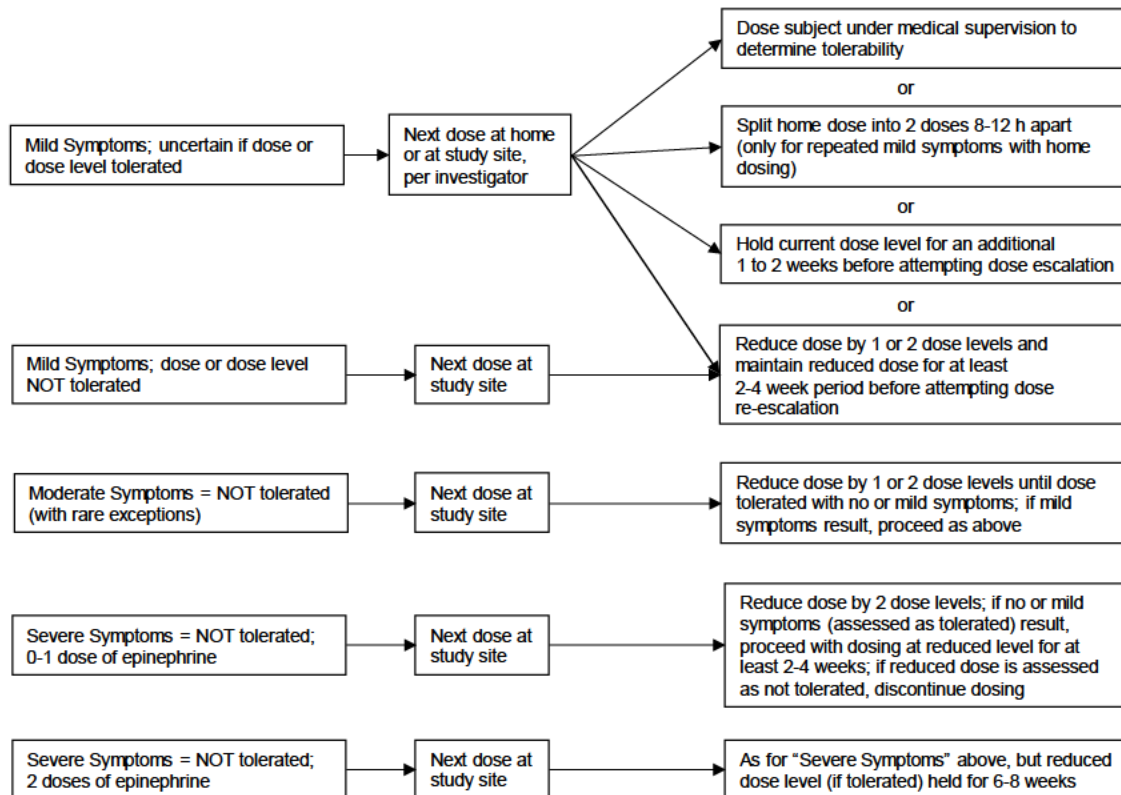 Dose subject under medical supervision to
determine tolerability
or
Mild Symptoms; uncertain if dose or
dose level tolerated
Next dose at home
or at study site,
per investigator
Split home dose into 2 doses 8-12 h apart
(only for repeated mild symptoms with home
dosing)
or
Hold current dose level for an additional
1 to 2 weeks before attempting dose escalation
or
Mild Symptoms; dose or dose level
NOT tolerated
Next dose at
study site
Reduce dose by 1 or 2 dose levels and
maintain reduced dose for at least
2-4 week period before attempting dose
re-escalation
Moderate Symptoms = NOT tolerated
(with rare exceptions)
Next dose at
study site
Reduce dose by 1 or 2 dose levels until dose
tolerated with no or mild symptoms; if mild
symptoms result, proceed as above
Severe Symptoms = NOT tolerated;
0-1 dose of epinephrine
Next dose at
study site
Reduce dose by 2 dose levels; if no or mild
symptoms (assessed as tolerated) result,
proceed with dosing at reduced level for at
least 2-4 weeks; if reduced dose is assessed
as not tolerated, discontinue dosing
Severe Symptoms = NOT tolerated;
2 doses of epinephrine
Next dose at
study site
As for “Severe Symptoms” above, but reduced
dose level (if tolerated) held for 6-8 weeks